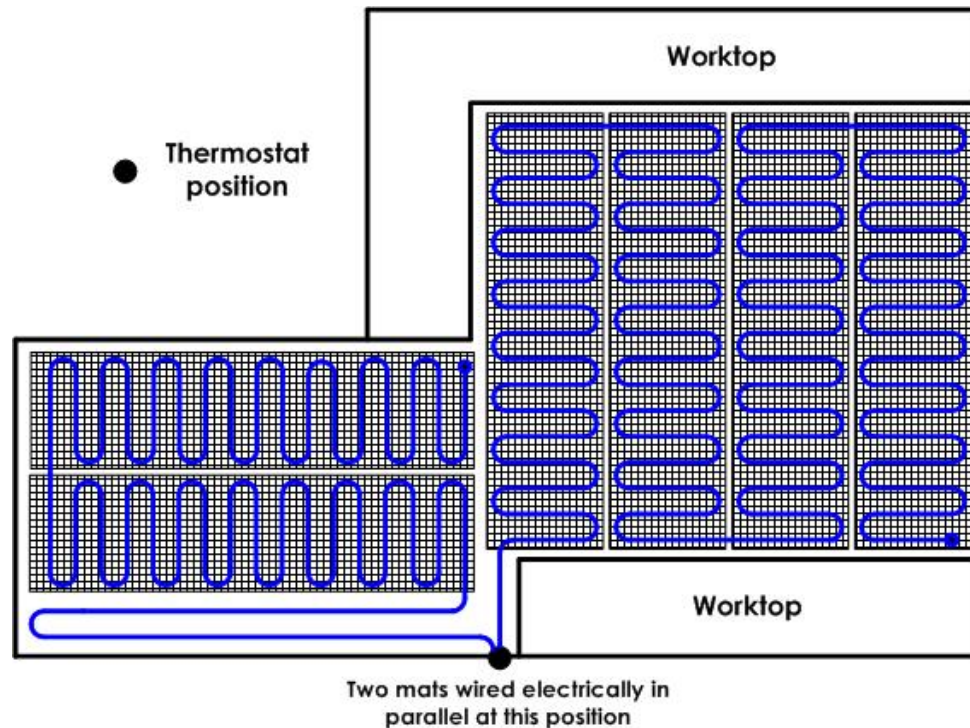 Worktop
Thermostat
position
Worktop
Two mats wired electrically in
parallel at this position